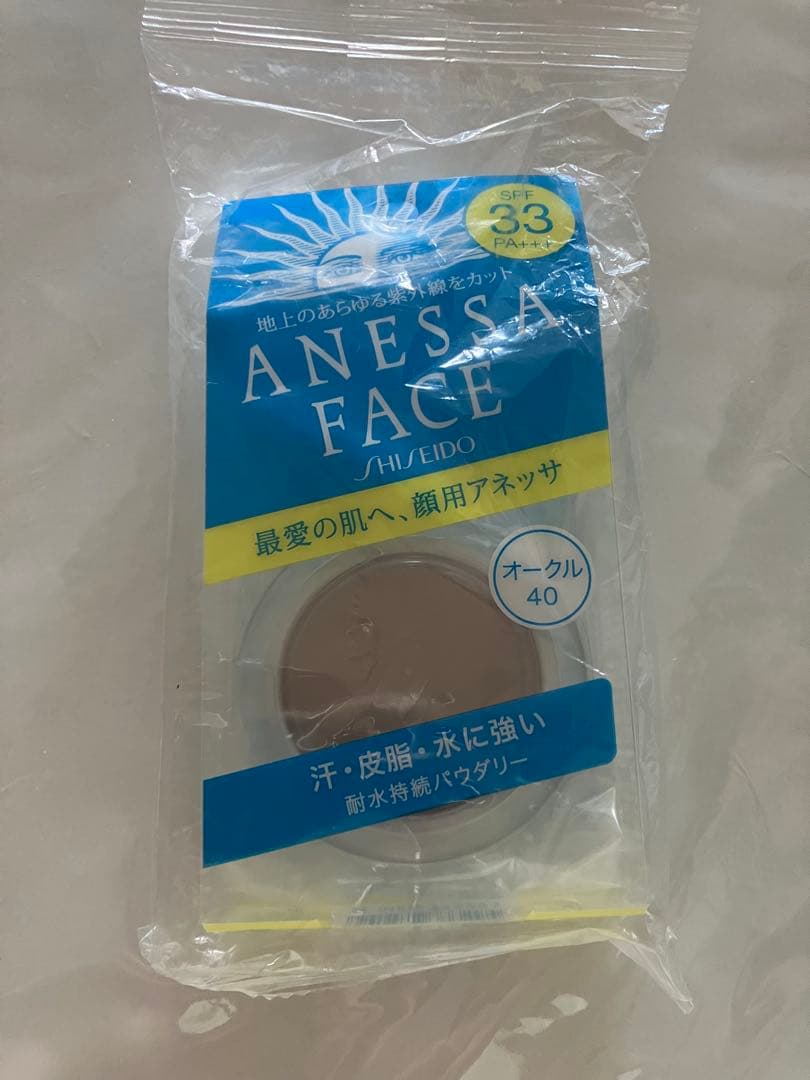 SPF
33
PA+++
地上のあらゆる紫外線をカット
ANESSA
FACE
SHISEIDO
最愛の肌へ、顔用アネッサ
オークル
40
汗・皮脂・水に強い
耐水持続パウダリー